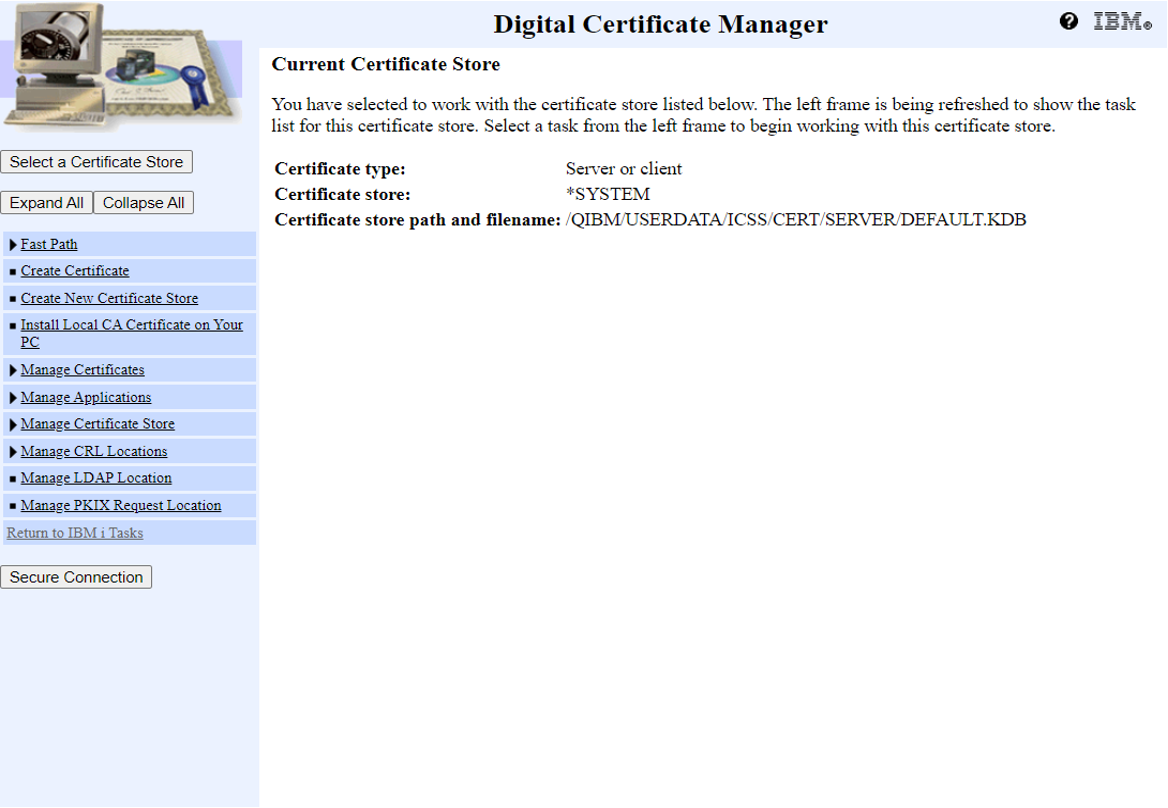 Digital Certificate Manager
IBM
Select a Certificate Store
Expand All
Collapse All
Fast Path
Create Certificate
Create New Certificate Store
Install Local CA Certificate on Your
PC
Manage Certificates
Manage Applications
Manage Certificate Store
Manage CRL Locations
Manage LDAP Location
Manage PKIX Request Location
Return to IBM i Tasks
Secure Connection
Current Certificate Store
You have selected to work with the certificate store listed below. The left frame is being refreshed to show the task
list for this certificate store. Select a task from the left frame to begin working with this certificate store.
Certificate type: Server or client
Certificate store: *SYSTEM
Certificate store path and filename: /QIBM/USERDATA/ICSS/CERT/SERVER/DEFAULT.KDB